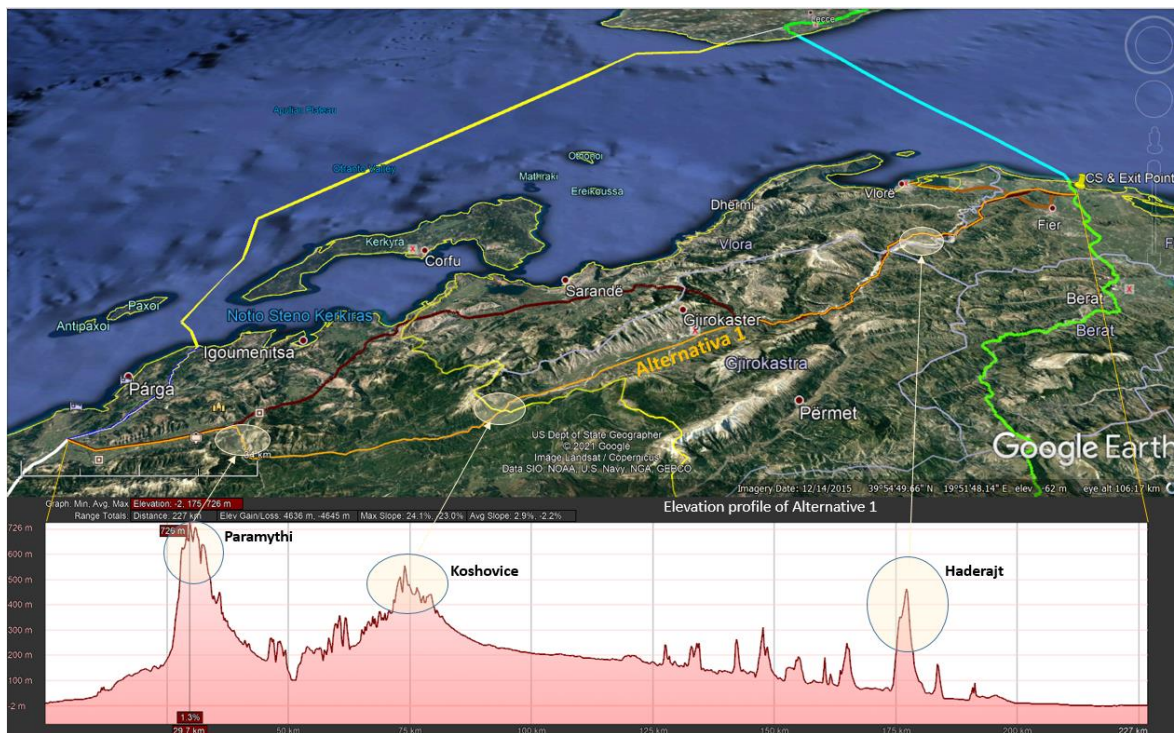 Lecce
Apulian Plateau
Othonoi
Strante Valley
Mathraki
Ereikoussa
CS & Exit Point
Vlorë
Dhermi
Fier
Vlora
Kerkyra
Corfu
Sarandë
Berat
Paxoi
Notio Steno Kerkiras
Gjirokaster
Berat
Antipaxoi
Igoumenitsa
Alternativa 1
Gjirokastra
Párga
Përmet
US Dept of State Geographer
© 2021 Google
Image Landsat / Copernicus
Data SIO, NOAA, U.S. Navy, NGA, GEBCO
Google Earth
Imagery Date: 12/14/2015 39°54'49.66" N 19°51'48.14" E elev -62 m eye alt 106.17 km
Graph: Min, Avg, Max Elevation: -2, 175, 726 m
Elevation profile of Alternative 1
Range Totals: Distance: 227 km Elev Gain/Loss: 4636 m, -4645 m Max Slope: 24.1%, -23.0% Avg Slope: 2.9%, -2.2%
726 m
726 m
Paramythi
Koshovice
Haderajt
600 m
500 m
400 m
300 m
200 m
100 m
-2 m
1.3%
29.7 km
50 km
75 km
100 km
125 km
150 km
175 km
200 km
227 km